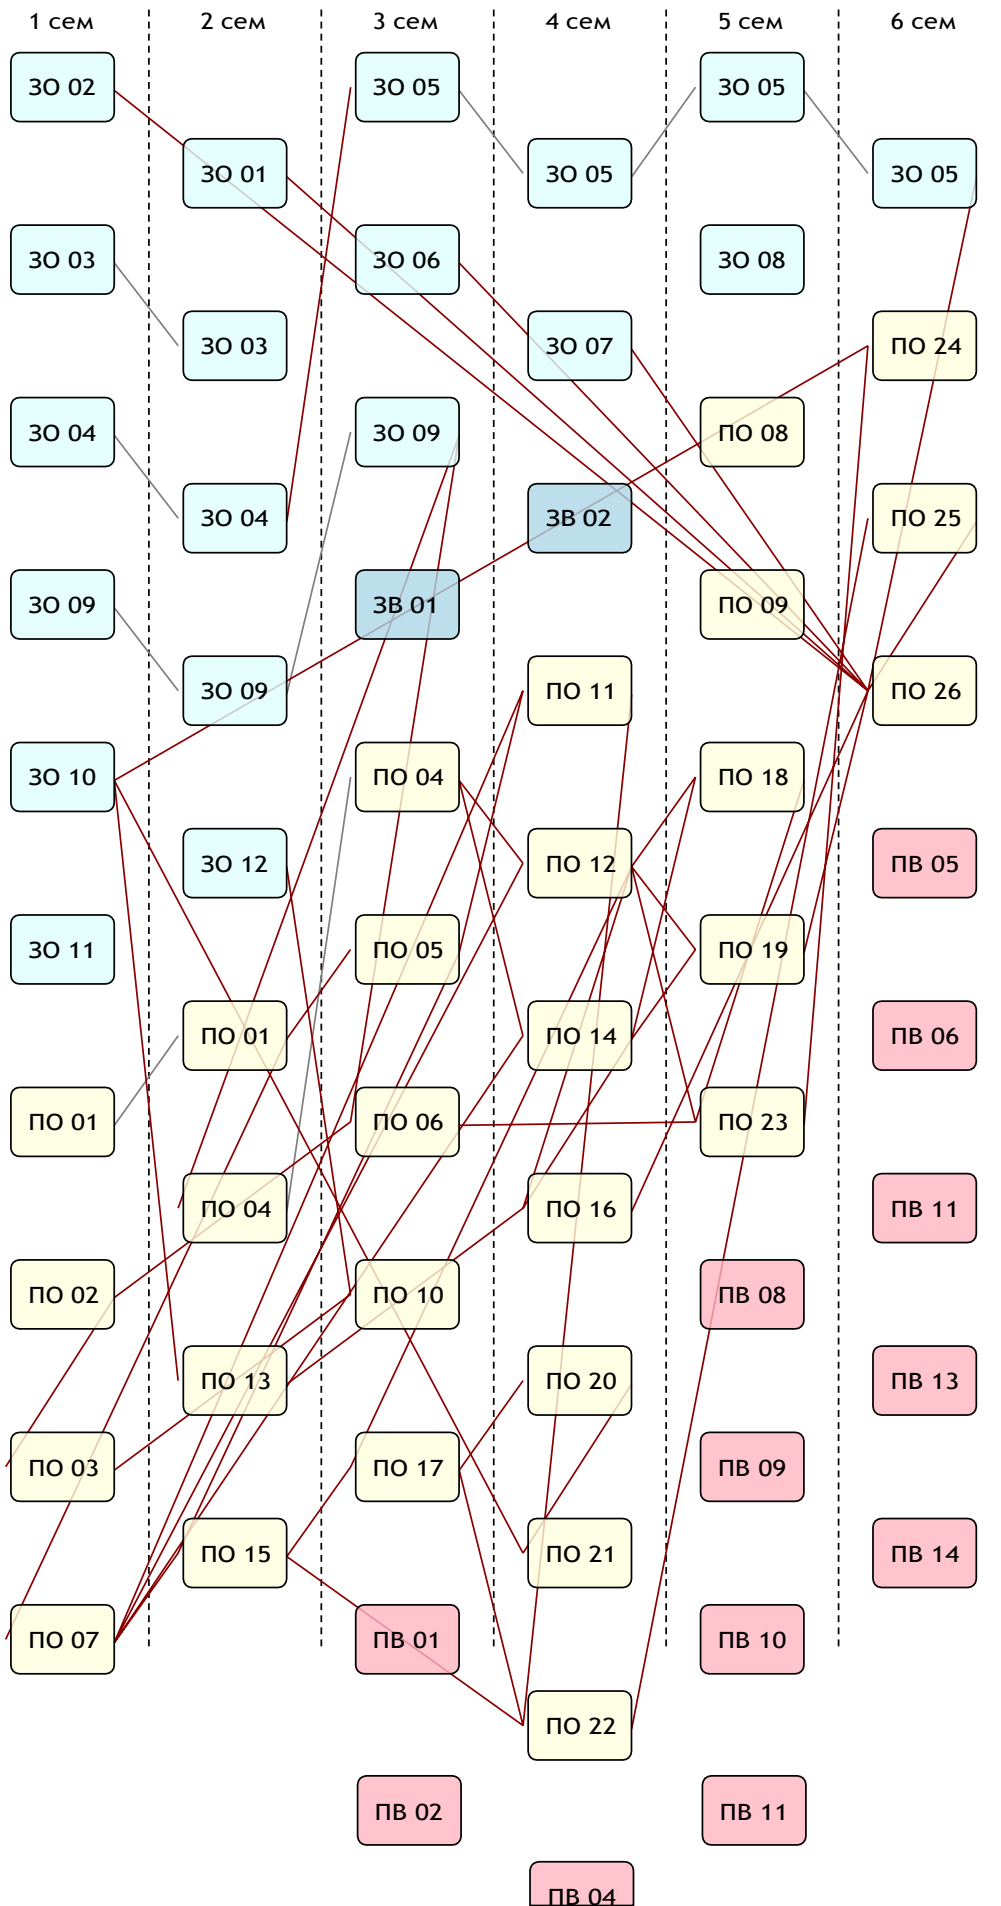 1 сем 2 сем 3 сем 4 сем 5 сем 6 сем
ЗО 02 ЗО 05 ЗО 05
ЗО 01 ЗО 05 ЗО 05
ЗО 03 ЗО 06 ЗО 08
ЗО 03 ЗО 07 ПО 24
ЗО 04 ЗО 09 ПО 08
ЗО 04 ЗВ 02 ПО 25
ЗО 09 ЗВ 01 ПО 09
ЗО 09 ПО 11 ПО 26
ЗО 10 ПО 04 ПО 18
ЗО 12 ПО 12 ПВ 05
ЗО 11 ПО 05 ПО 19
ПО 01 ПО 14 ПВ 06
ПО 01 ПО 06 ПО 23
ПО 04 ПО 16 ПВ 11
ПО 02 ПО 10 ПВ 08
ПО 13 ПО 20 ПВ 13
ПО 03 ПО 17 ПВ 09
ПО 15 ПО 21 ПВ 14
ПО 07 ПВ 01 ПВ 10
ПО 22
ПВ 02 ПВ 11
ПВ 04